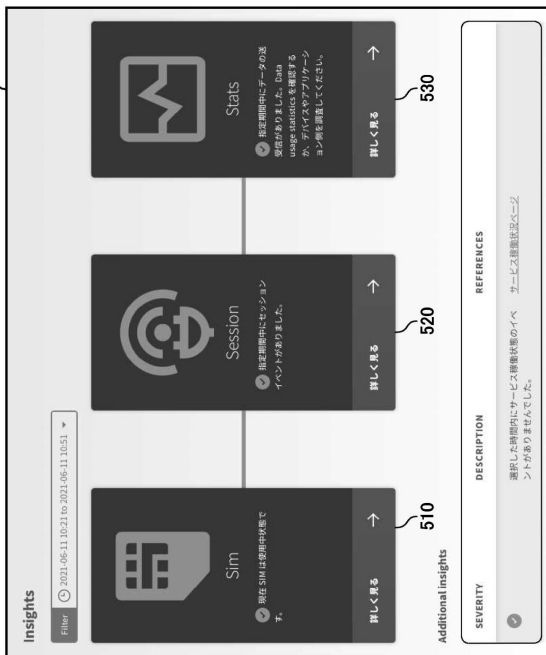 Insights
Filter
2021-06-11 10:21 to 2021-06-11 10:51
Sim
現在 SIM は使用中状態で
す。
詳しく見る
510
Session
指定期間中にセッション
イベントがありました。
詳しく見る
520
Stats
指定期間中にデータの送
受信がありました。Data
usage statistics を確認する
か、デバイスやアプリケーシ
ョン側を調査してください。
詳しく見る
530
Additional insights
SEVERITY
DESCRIPTION
REFERENCES
選択した時間内にサービス稼働状態のイベ
ントがありませんでした。
サービス稼働状況ページ